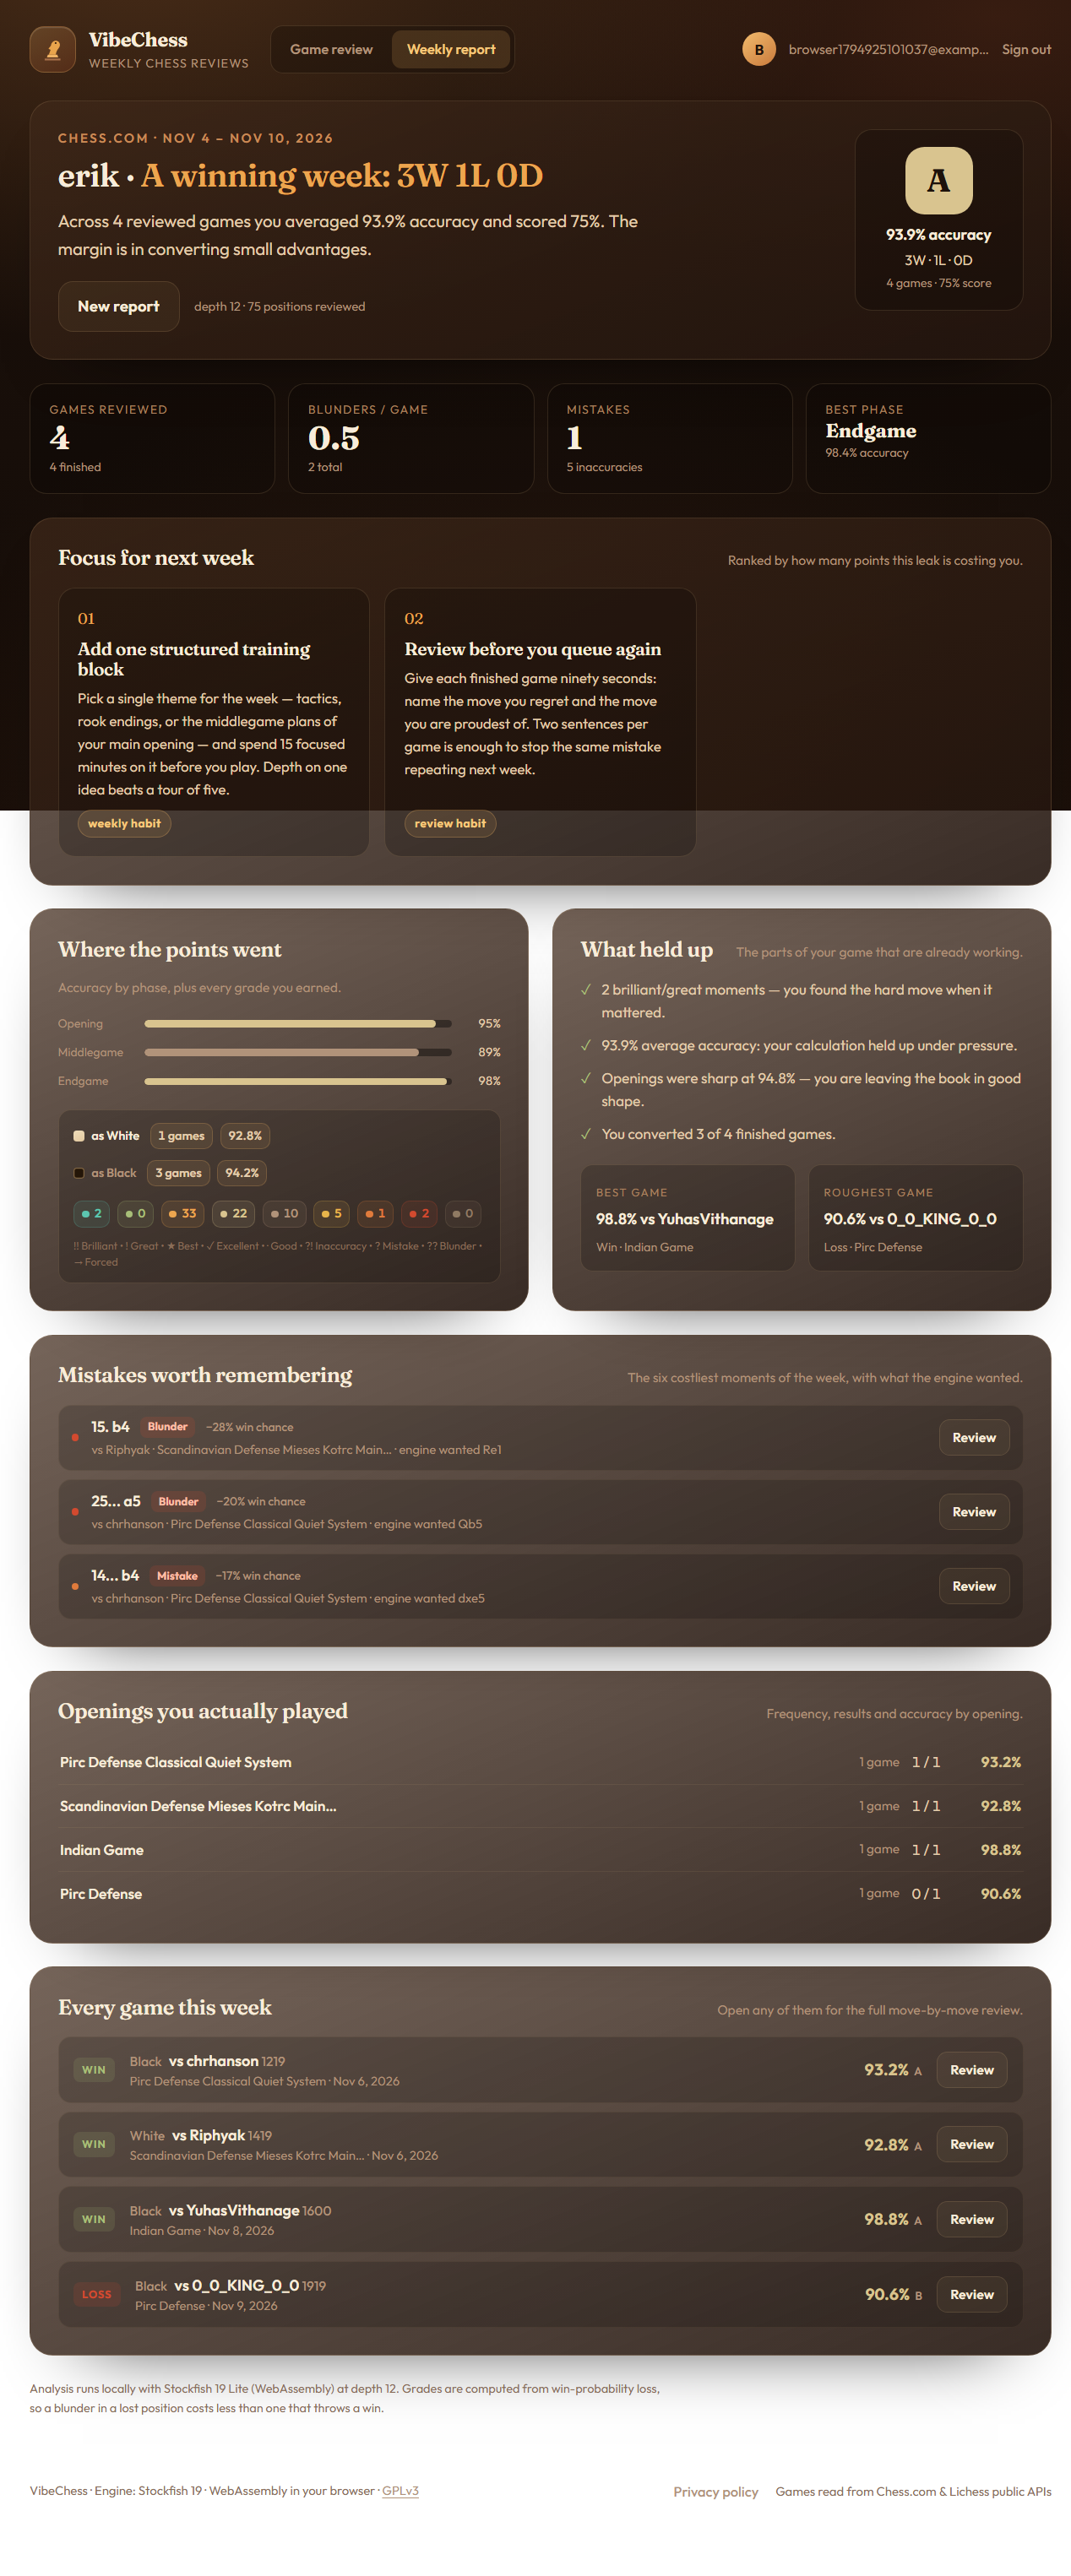 VibeChess
WEEKLY CHESS REVIEWS
Game review
Weekly report
B
browser1794925101037@examp...
Sign out
CHESS.COM · NOV 4 – NOV 10, 2026
erik · A winning week: 3W 1L 0D
Across 4 reviewed games you averaged 93.9% accuracy and scored 75%. The
margin is in converting small advantages.
New report
depth 12 · 75 positions reviewed
A
93.9% accuracy
3W · 1L · 0D
4 games · 75% score
GAMES REVIEWED
4
4 finished
BLUNDERS / GAME
0.5
2 total
MISTAKES
1
5 inaccuracies
BEST PHASE
Endgame
98.4% accuracy
Focus for next week
Ranked by how many points this leak is costing you.
01
Add one structured training
block
Pick a single theme for the week — tactics,
rook endings, or the middlegame plans of
your main opening — and spend 15 focused
minutes on it before you play. Depth on one
idea beats a tour of five.
weekly habit
02
Review before you queue again
Give each finished game ninety seconds:
name the move you regret and the move
you are proudest of. Two sentences per
game is enough to stop the same mistake
repeating next week.
review habit
Where the points went
Accuracy by phase, plus every grade you earned.
Opening 95%
Middlegame 89%
Endgame 98%
as White 1 games 92.8%
as Black 3 games 94.2%
2 0 33 22 10 5 1 2 0
!! Brilliant • ! Great • ★ Best • ✓ Excellent • · Good • ?! Inaccuracy • ? Mistake • ?? Blunder •
→ Forced
What held up
The parts of your game that are already working.
✓ 2 brilliant/great moments — you found the hard move when it
mattered.
✓ 93.9% average accuracy: your calculation held up under pressure.
✓ Openings were sharp at 94.8% — you are leaving the book in good
shape.
✓ You converted 3 of 4 finished games.
BEST GAME
98.8% vs YuhasVithanage
Win · Indian Game
ROUGHEST GAME
90.6% vs 0_0_KING_0_0
Loss · Pirc Defense
Mistakes worth remembering
The six costliest moments of the week, with what the engine wanted.
15. b4 Blunder −28% win chance
vs Riphyak · Scandinavian Defense Mieses Kotrc Main... · engine wanted Re1
Review
25... a5 Blunder −20% win chance
vs chrhanson · Pirc Defense Classical Quiet System · engine wanted Qb5
Review
14... b4 Mistake −17% win chance
vs chrhanson · Pirc Defense Classical Quiet System · engine wanted dxe5
Review
Openings you actually played
Frequency, results and accuracy by opening.
Pirc Defense Classical Quiet System 1 game 1 / 1 93.2%
Scandinavian Defense Mieses Kotrc Main... 1 game 1 / 1 92.8%
Indian Game 1 game 1 / 1 98.8%
Pirc Defense 1 game 0 / 1 90.6%
Every game this week
Open any of them for the full move-by-move review.
WIN
Black vs chrhanson 1219
Pirc Defense Classical Quiet System · Nov 6, 2026
93.2% A
Review
WIN
White vs Riphyak 1419
Scandinavian Defense Mieses Kotrc Main... · Nov 6, 2026
92.8% A
Review
WIN
Black vs YuhasVithanage 1600
Indian Game · Nov 8, 2026
98.8% A
Review
LOSS
Black vs 0_0_KING_0_0 1919
Pirc Defense · Nov 9, 2026
90.6% B
Review
Analysis runs locally with Stockfish 19 Lite (WebAssembly) at depth 12. Grades are computed from win-probability loss,
so a blunder in a lost position costs less than one that throws a win.
VibeChess · Engine: Stockfish 19 · WebAssembly in your browser · GPLv3
Privacy policy
Games read from Chess.com & Lichess public APIs